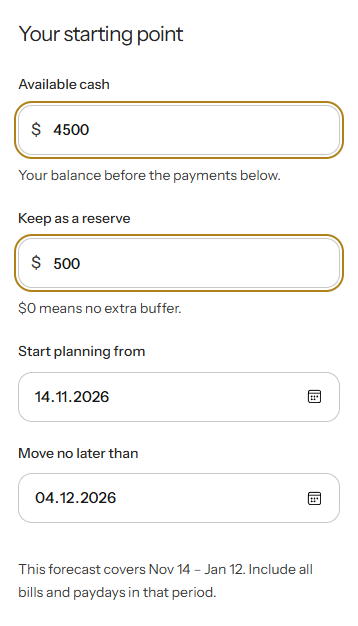 Your starting point
Available cash
$ 4500
Your balance before the payments below.
Keep as a reserve
$ 500
$0 means no extra buffer.
Start planning from
14.11.2026
Move no later than
04.12.2026
This forecast covers Nov 14 – Jan 12. Include all
bills and paydays in that period.